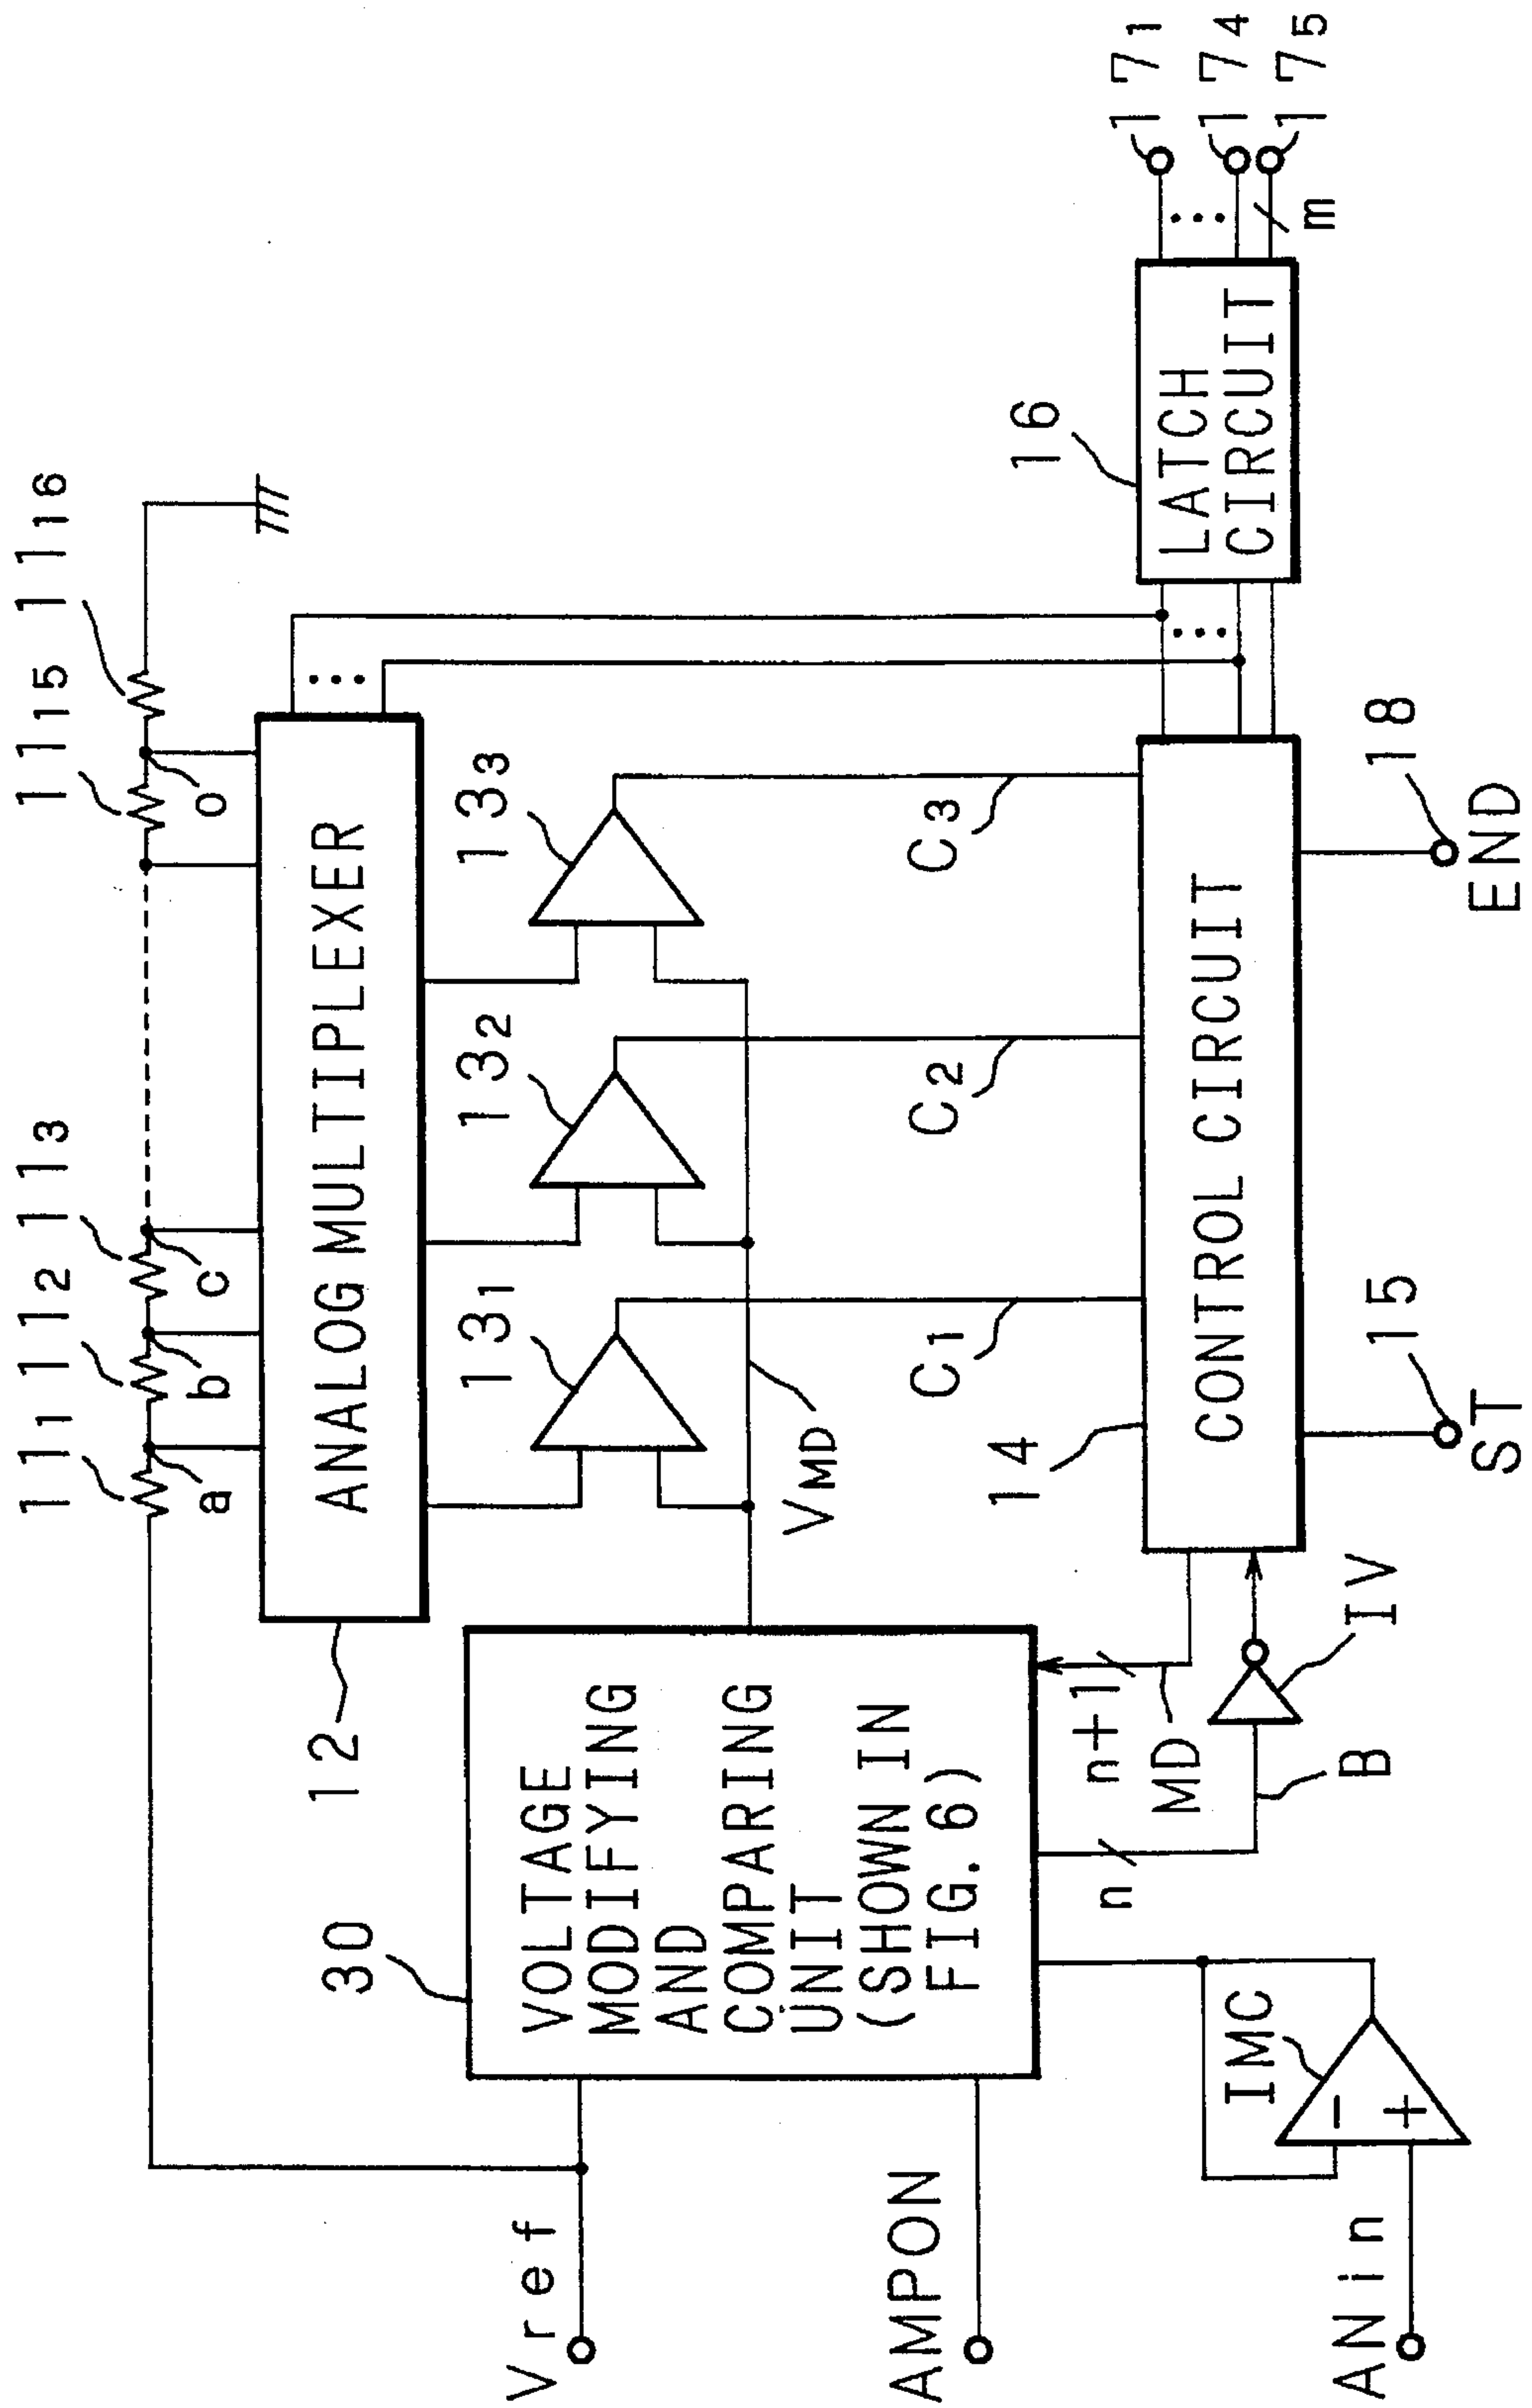 11₁ 11₂ 11₃ 11₁₅ 11₁₆
a b c o
12
ANALOG MULTIPLEXER
13₁ 13₂ 13₃
30
VOLTAGE
MODIFYING
AND
COMPARING
UNIT
(SHOWN IN
FIG. 6)
Vref
AMPON
ANin
IMC
V_MD
C₁ C₂ C₃
n
n+1
MD
B
IV
14
CONTROL CIRCUIT
15
ST
18
END
16
LATCH
CIRCUIT
m
17₁
17₄
17₅